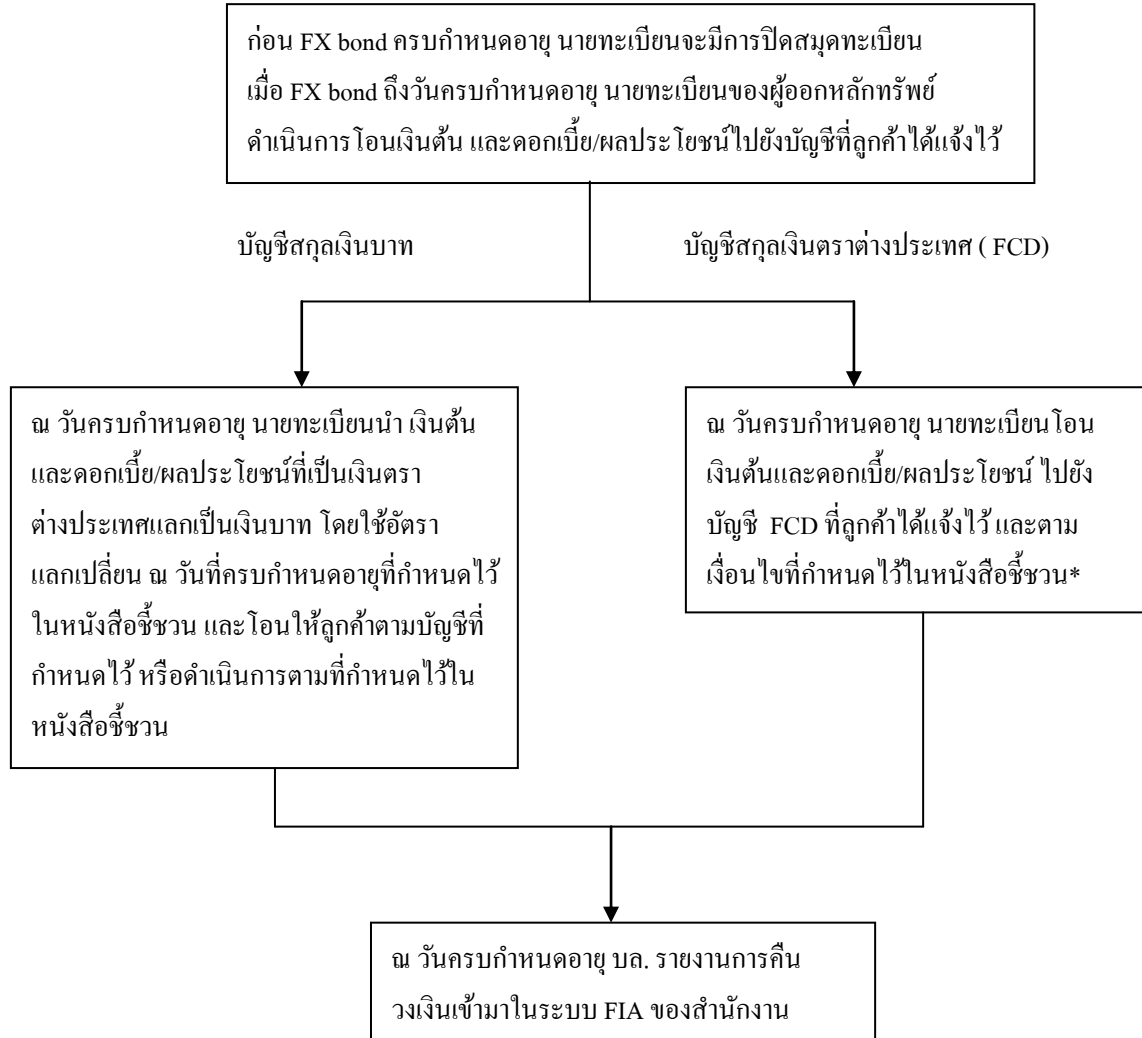 ก่อน FX bond ครบกำหนดอายุ นายทะเบียนจะมีการปิดสมุดทะเบียน
เมื่อ FX bond ถึงวันครบกำหนดอายุ นายทะเบียนของผู้ออกหลักทรัพย์
ดำเนินการโอนเงินต้น และดอกเบี้ย/ผลประโยชน์ไปยังบัญชีที่ลูกค้าได้แจ้งไว้
บัญชีสกุลเงินบาท
บัญชีสกุลเงินตราต่างประเทศ ( FCD)
ณ วันครบกำหนดอายุ นายทะเบียนนำ เงินต้น
และดอกเบี้ย/ผลประโยชน์ที่เป็นเงินตรา
ต่างประเทศแลกเป็นเงินบาท โดยใช้อัตรา
แลกเปลี่ยน ณ วันที่ครบกำหนดอายุที่กำหนดไว้
ในหนังสือชี้ชวน และโอนให้ลูกค้าตามบัญชีที่
กำหนดไว้ หรือดำเนินการตามที่กำหนดไว้ใน
หนังสือชี้ชวน
ณ วันครบกำหนดอายุ นายทะเบียนโอน
เงินต้นและดอกเบี้ย/ผลประโยชน์ ไปยัง
บัญชี FCD ที่ลูกค้าได้แจ้งไว้ และตาม
เงื่อนไขที่กำหนดไว้ในหนังสือชี้ชวน*
ณ วันครบกำหนดอายุ บล. รายงานการคืน
วงเงินเข้ามาในระบบ FIA ของสำนักงาน